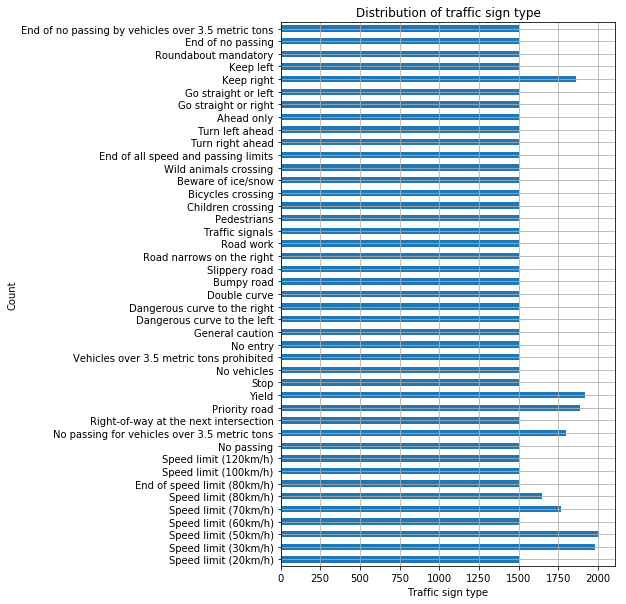 Distribution of traffic sign type
End of no passing by vehicles over 3.5 metric tons
End of no passing
Roundabout mandatory
Keep left
Keep right
Go straight or left
Go straight or right
Ahead only
Turn left ahead
Turn right ahead
End of all speed and passing limits
Wild animals crossing
Beware of ice/snow
Bicycles crossing
Children crossing
Pedestrians
Traffic signals
Road work
Road narrows on the right
Slippery road
Bumpy road
Double curve
Dangerous curve to the right
Dangerous curve to the left
General caution
No entry
Vehicles over 3.5 metric tons prohibited
No vehicles
Stop
Yield
Priority road
Right-of-way at the next intersection
No passing for vehicles over 3.5 metric tons
No passing
Speed limit (120km/h)
Speed limit (100km/h)
End of speed limit (80km/h)
Speed limit (80km/h)
Speed limit (70km/h)
Speed limit (60km/h)
Speed limit (50km/h)
Speed limit (30km/h)
Speed limit (20km/h)
Count
0 250 500 750 1000 1250 1500 1750 2000
Traffic sign type